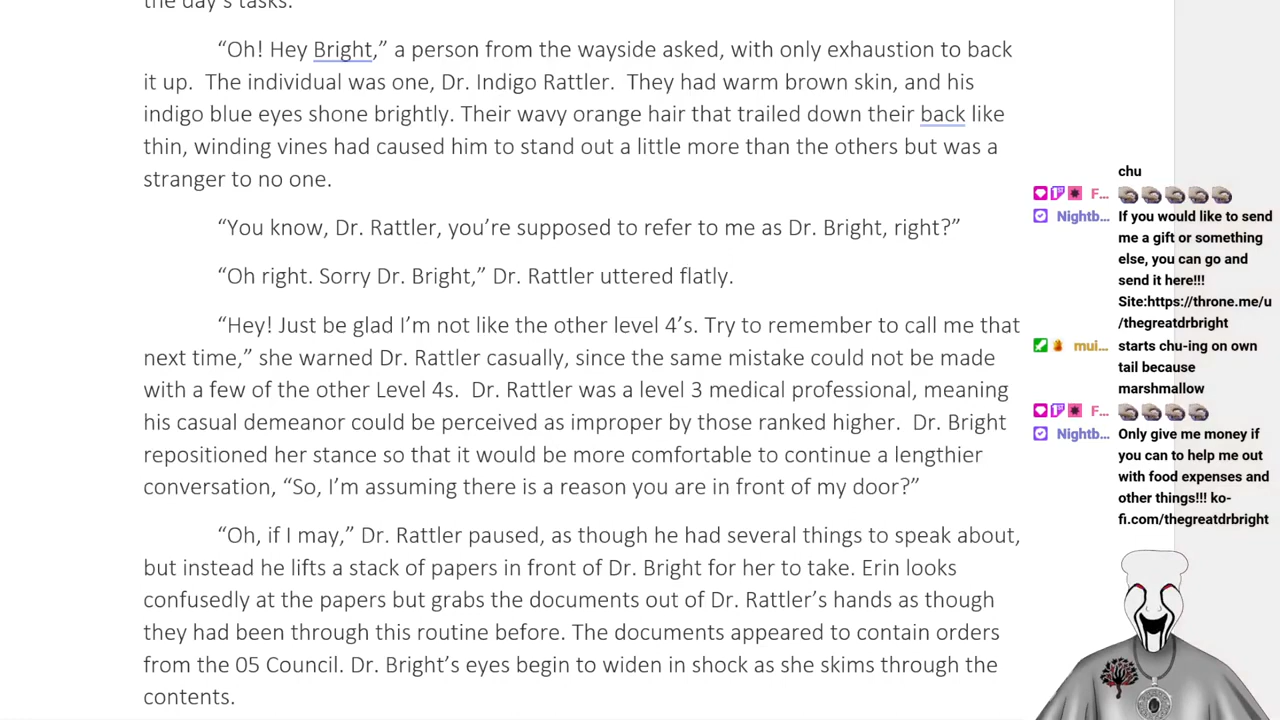 the day's tasks.
“Oh! Hey Bright,” a person from the wayside asked, with only exhaustion to back
it up.  The individual was one, Dr. Indigo Rattler.  They had warm brown skin, and his
indigo blue eyes shone brightly. Their wavy orange hair that trailed down their back like
thin, winding vines had caused him to stand out a little more than the others but was a
stranger to no one.
“You know, Dr. Rattler, you’re supposed to refer to me as Dr. Bright, right?”
“Oh right. Sorry Dr. Bright,” Dr. Rattler uttered flatly.
“Hey! Just be glad I’m not like the other level 4’s. Try to remember to call me that
next time,” she warned Dr. Rattler casually, since the same mistake could not be made
with a few of the other Level 4s.  Dr. Rattler was a level 3 medical professional, meaning
his casual demeanor could be perceived as improper by those ranked higher.  Dr. Bright
repositioned her stance so that it would be more comfortable to continue a lengthier
conversation, “So, I’m assuming there is a reason you are in front of my door?”
“Oh, if I may,” Dr. Rattler paused, as though he had several things to speak about,
but instead he lifts a stack of papers in front of Dr. Bright for her to take. Erin looks
confusedly at the papers but grabs the documents out of Dr. Rattler’s hands as though
they had been through this routine before. The documents appeared to contain orders
from the 05 Council. Dr. Bright’s eyes begin to widen in shock as she skims through the
contents.
chu
F...
Nightb... If you would like to send
me a gift or something
else, you can go and
send it here!!!
Site:https://throne.me/u
/thegreatdrbright
mui... starts chu-ing on own
tail because
marshmallow
F...
Nightb... Only give me money if
you can to help me out
with food expenses and
other things!!! ko-
fi.com/thegreatdrbright